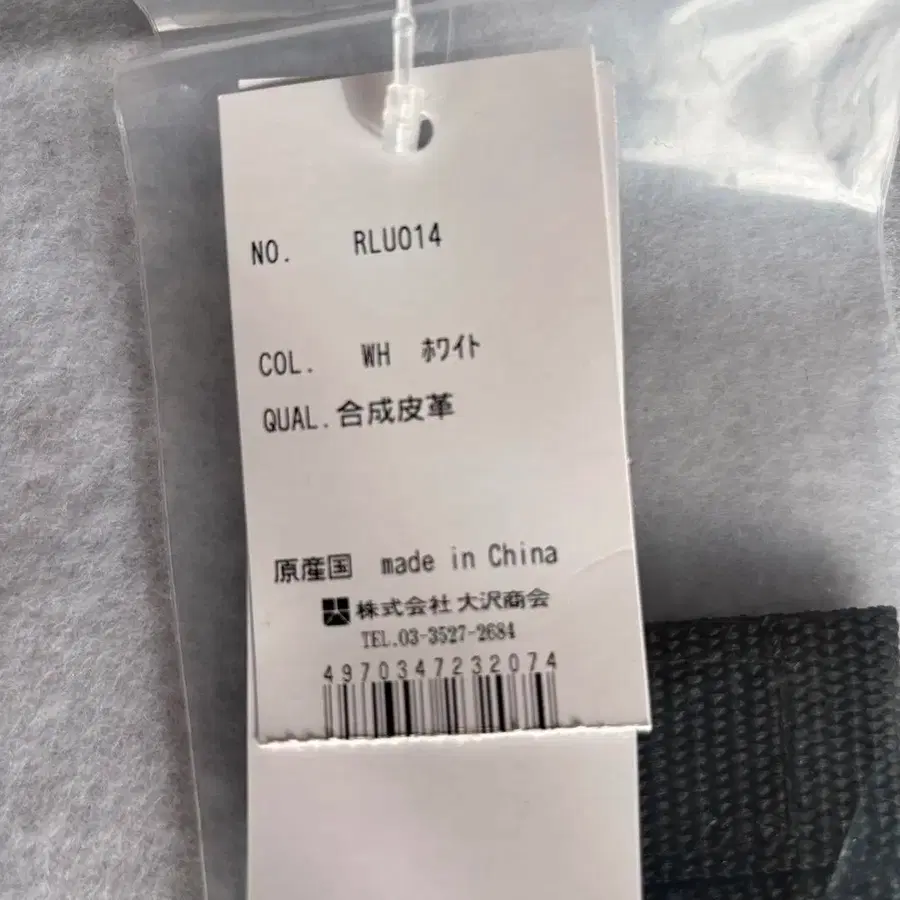 NO. RLU014
COL. WH ﾎﾜｲﾄ
QUAL.合成皮革
原産国 made in China
株式会社 大沢商会
TEL.03-3527-2684
4970347232074